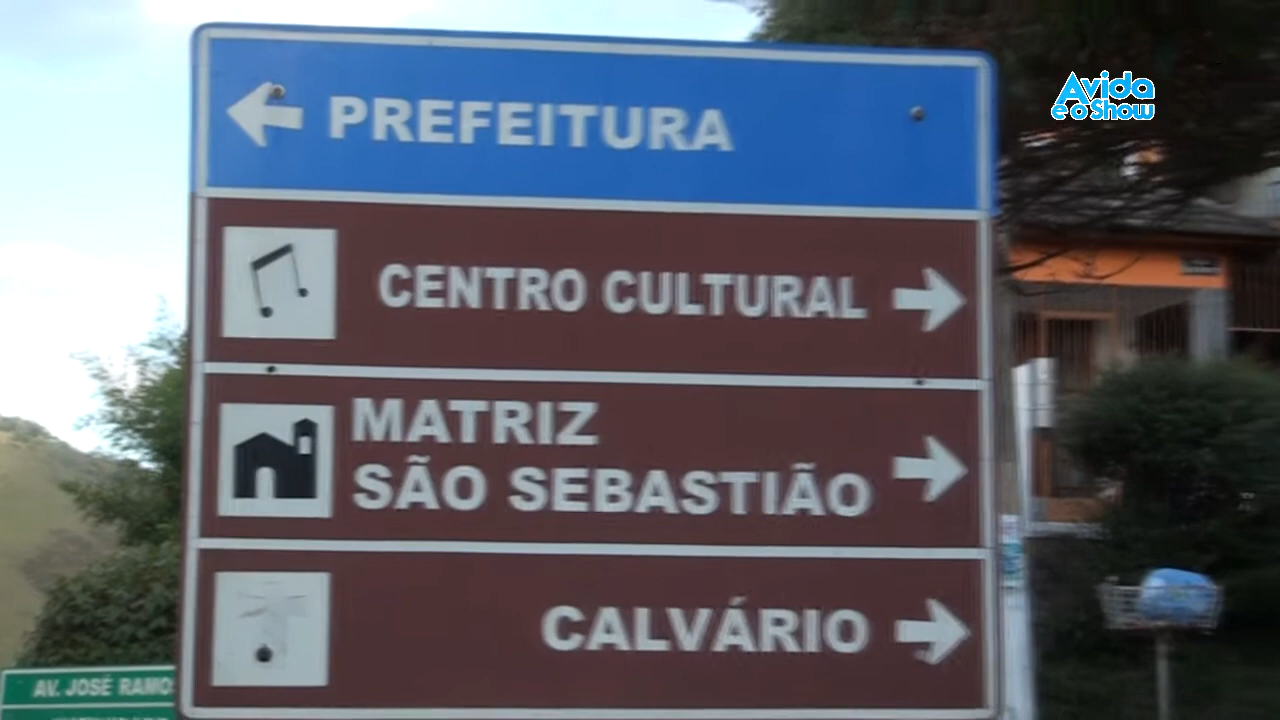 PREFEITURA
CENTRO CULTURAL
MATRIZ
SÃO SEBASTIÃO
CALVÁRIO
A vida
e o Show
AV. JOSÉ RAMO